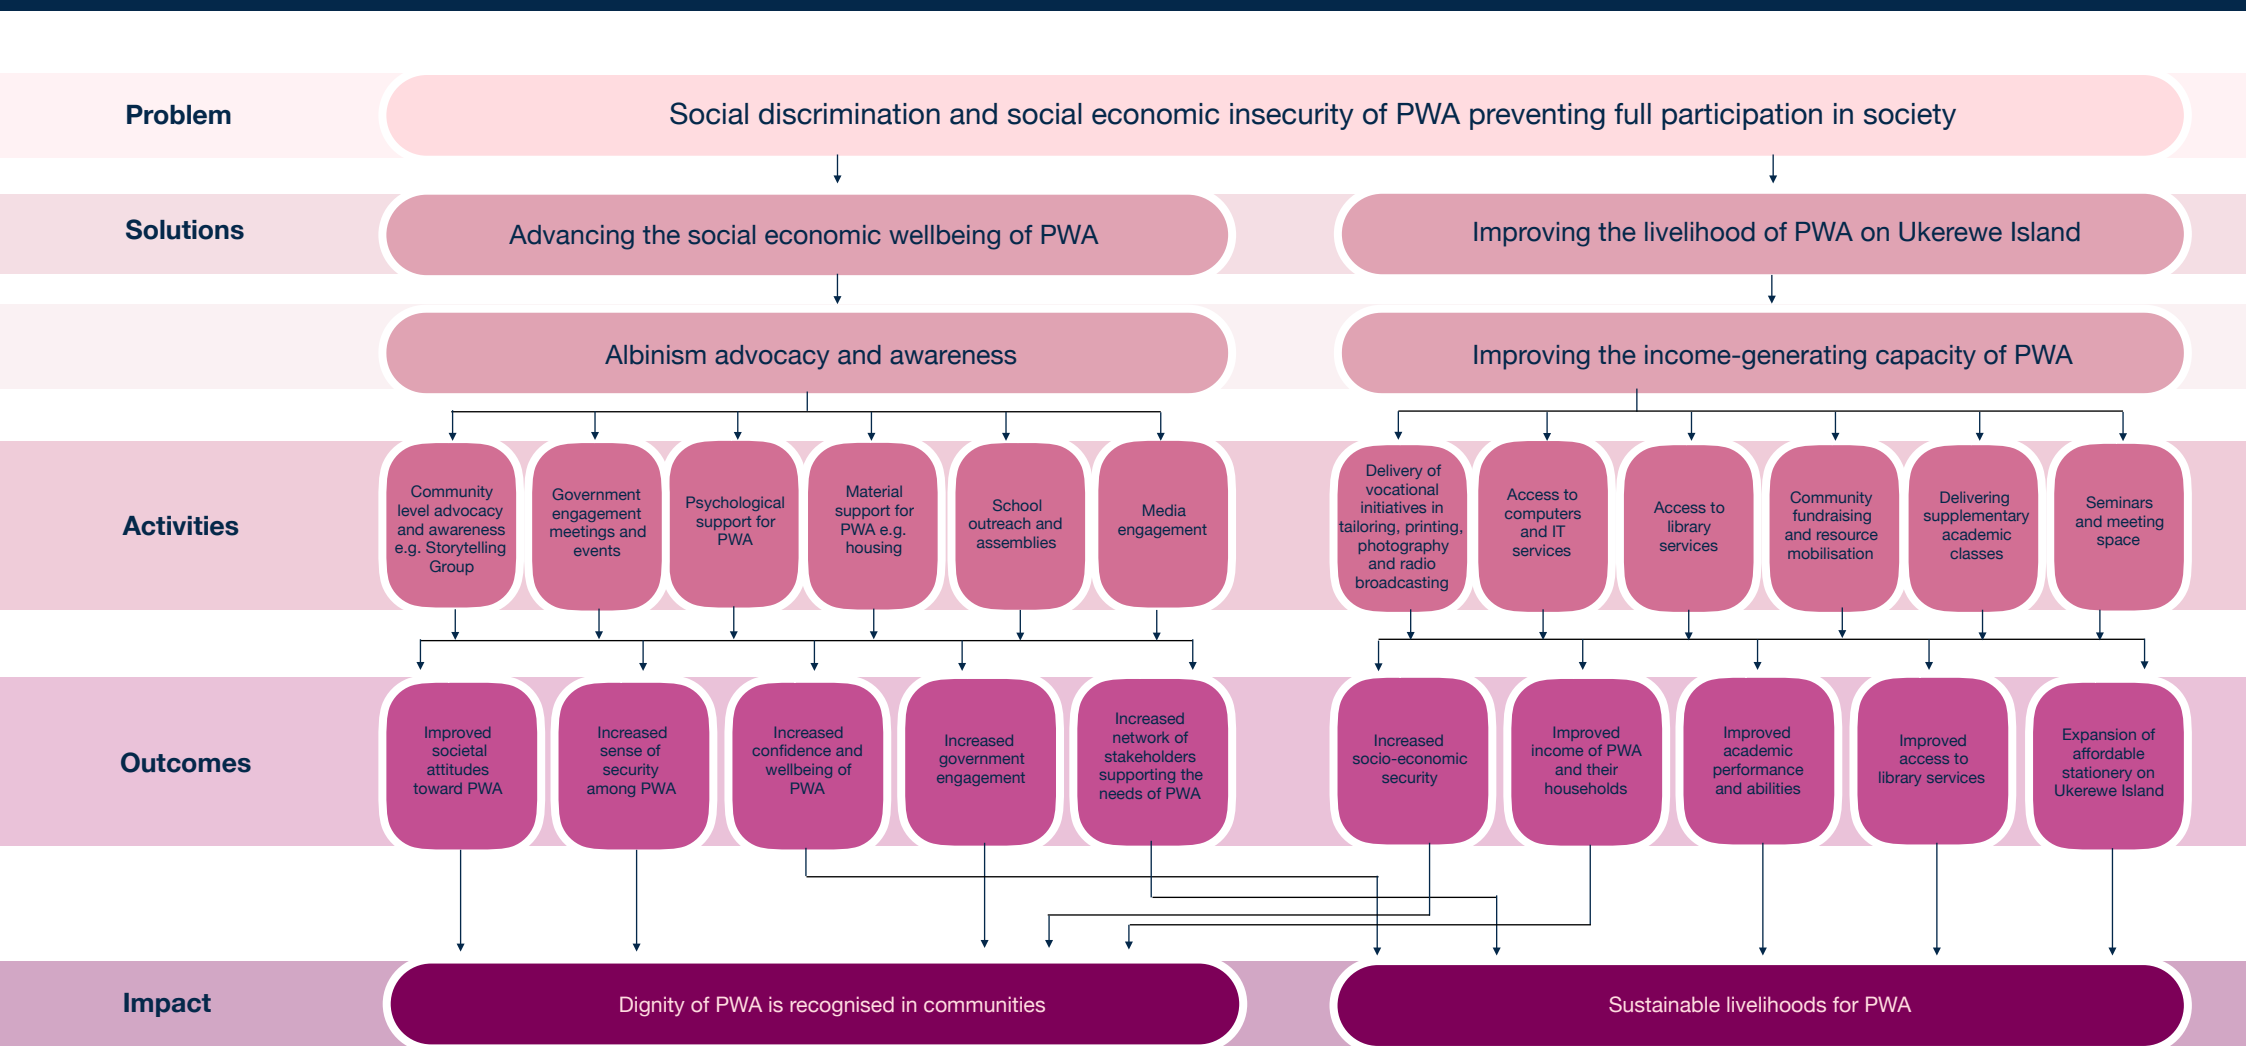 Problem
Social discrimination and social economic insecurity of PWA preventing full participation in society
Solutions
Advancing the social economic wellbeing of PWA
Improving the livelihood of PWA on Ukerewe Island
Albinism advocacy and awareness
Improving the income-generating capacity of PWA
Activities
Community
level advocacy
and awareness
e.g. Storytelling
Group
Government
engagement
meetings and
events
Psychological
support for
PWA
Material
support for
PWA e.g.
housing
School
outreach and
assemblies
Media
engagement
Delivery of
vocational
initiatives in
tailoring, printing,
photography
and radio
broadcasting
Access to
computers
and IT
services
Access to
library
services
Community
fundraising
and resource
mobilisation
Delivering
supplementary
academic
classes
Seminars
and meeting
space
Outcomes
Improved
societal
attitudes
toward PWA
Increased
sense of
security
among PWA
Increased
confidence and
wellbeing of
PWA
Increased
government
engagement
Increased
network of
stakeholders
supporting the
needs of PWA
Increased
socio-economic
security
Improved
income of PWA
and their
households
Improved
academic
performance
and abilities
Improved
access to
library services
Expansion of
affordable
stationery on
Ukerewe Island
Impact
Dignity of PWA is recognised in communities
Sustainable livelihoods for PWA